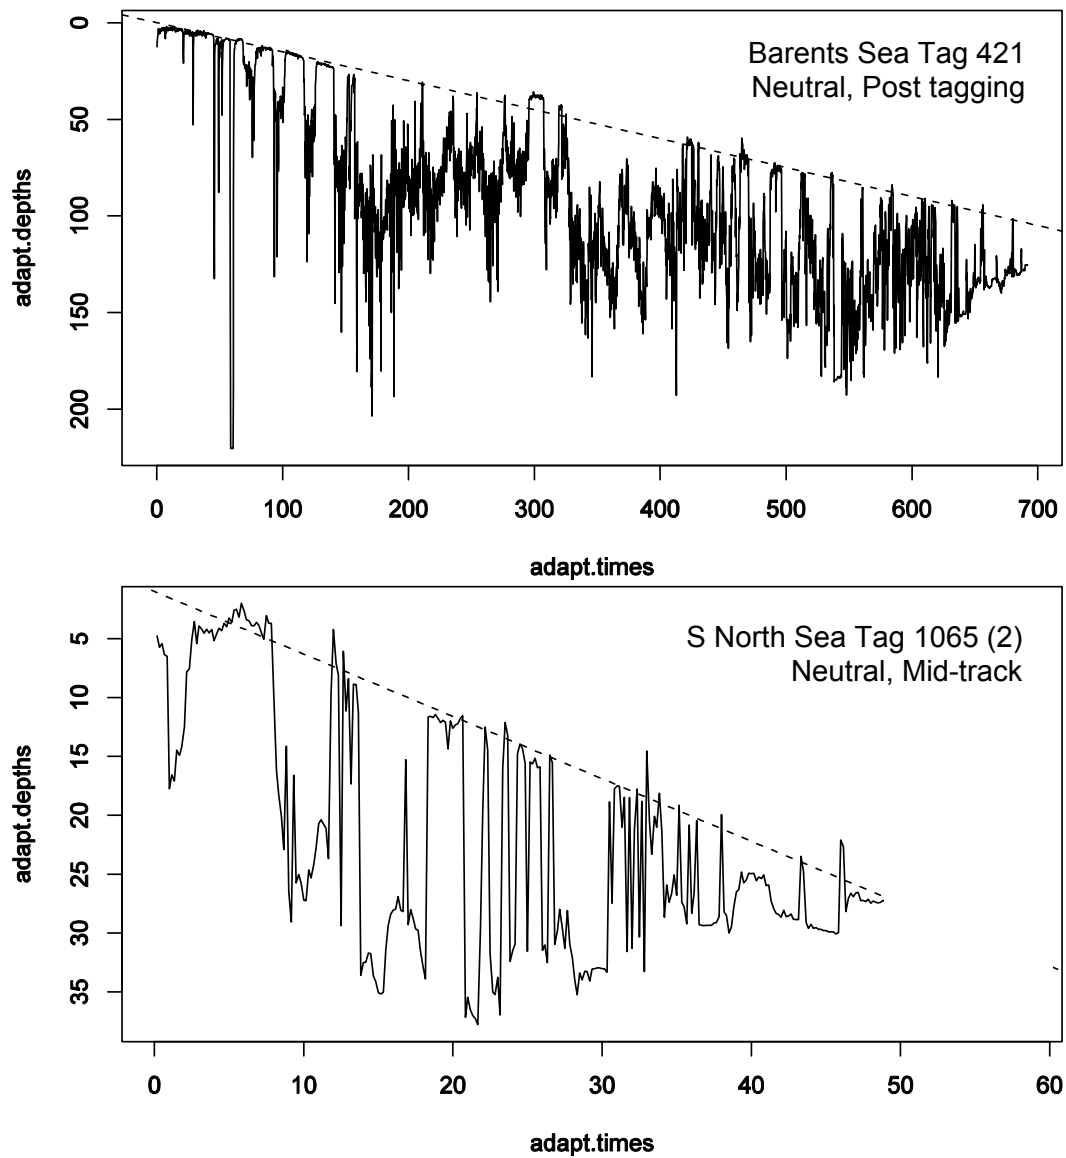 Barents Sea Tag 421
Neutral, Post tagging
adapt.depths
0
50
100
150
200
0 100 200 300 400 500 600 700
adapt.times
S North Sea Tag 1065 (2)
Neutral, Mid-track
adapt.depths
5
10
15
20
25
30
35
0 10 20 30 40 50 60
adapt.times